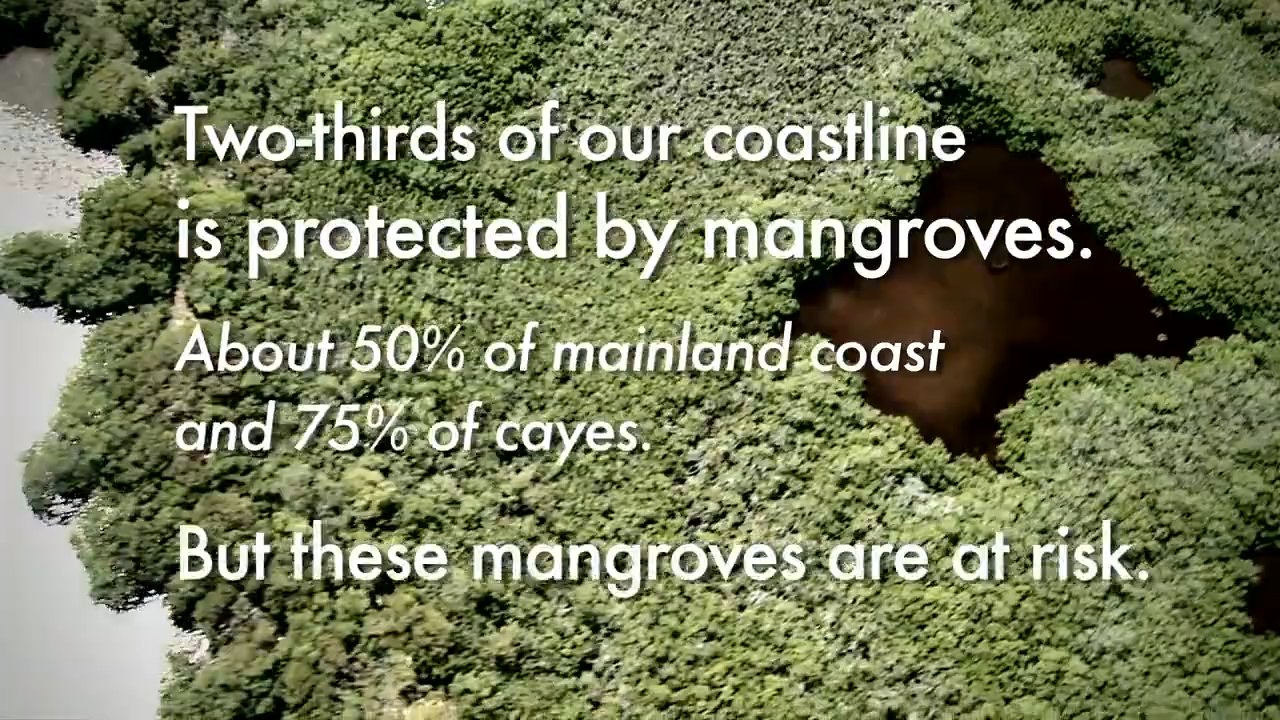 Two-thirds of our coastline
is protected by mangroves.
About 50% of mainland coast
and 75% of cayes.
But these mangroves are at risk.